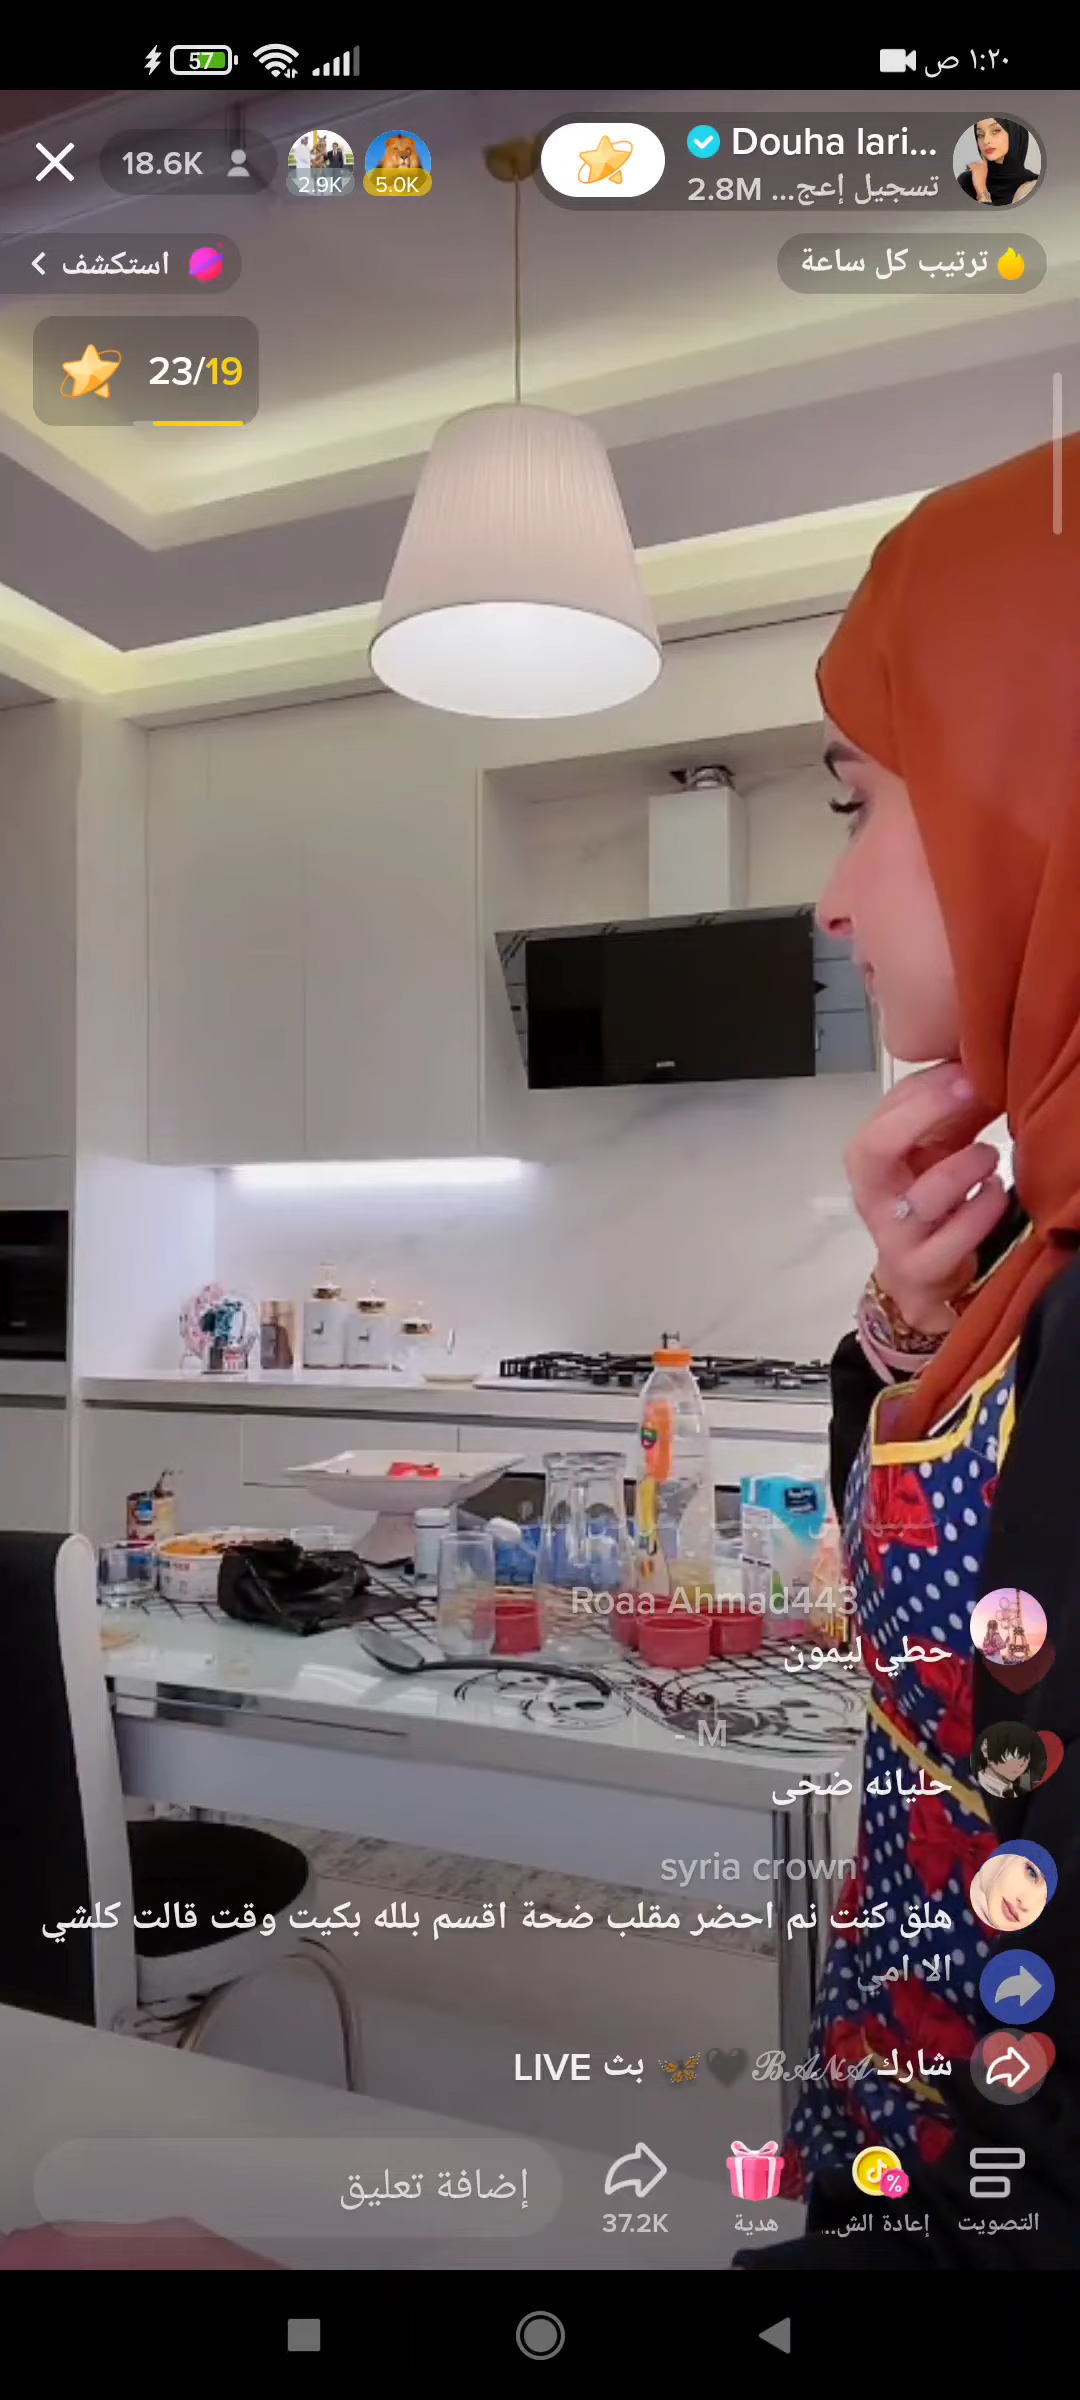 57
١:٢٠ ص
18.6K
2.9K
5.0K
Douha lari...
تسجيل إعج... 2.8M
استكشف
ترتيب كل ساعة
23/19
Roaa Ahmad443
حطي ليمون
- M
حليانه ضحى
syria crown
هلق كنت نم احضر مقلب ضحة اقسم بلله بكيت وقت قالت كلشي
الا امي
شارك 𝓑𝓐𝓝𝓐🖤🦋 بث LIVE
إضافة تعليق
37.2K
هدية
إعادة الش...
التصويت